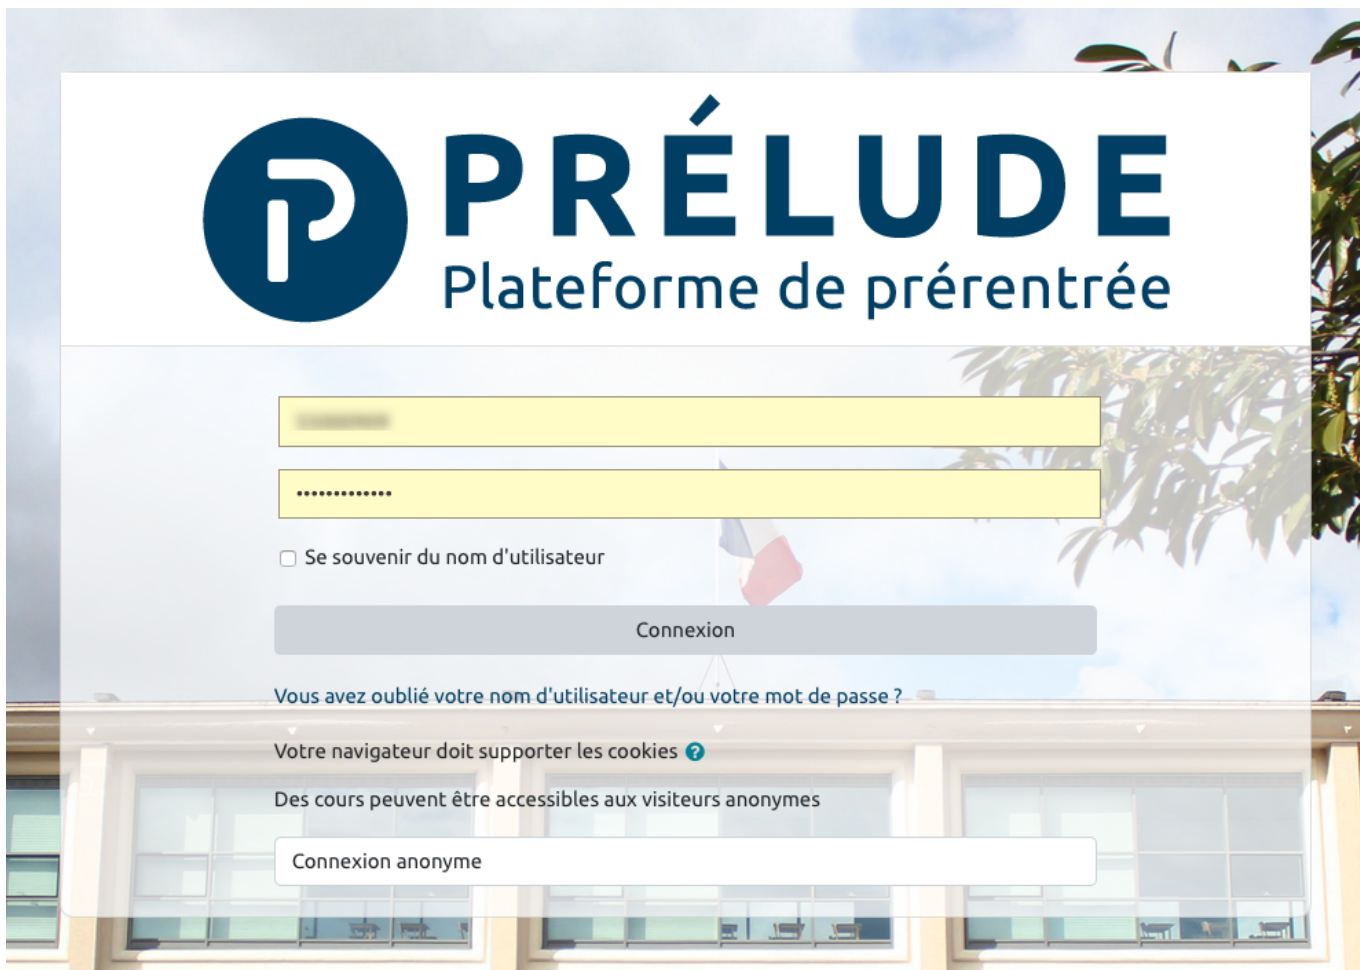 PRÉLUDE
Plateforme de prérentrée
•••••••••••••
Se souvenir du nom d'utilisateur
Connexion
Vous avez oublié votre nom d'utilisateur et/ou votre mot de passe ?
Votre navigateur doit supporter les cookies ?
Des cours peuvent être accessibles aux visiteurs anonymes
Connexion anonyme